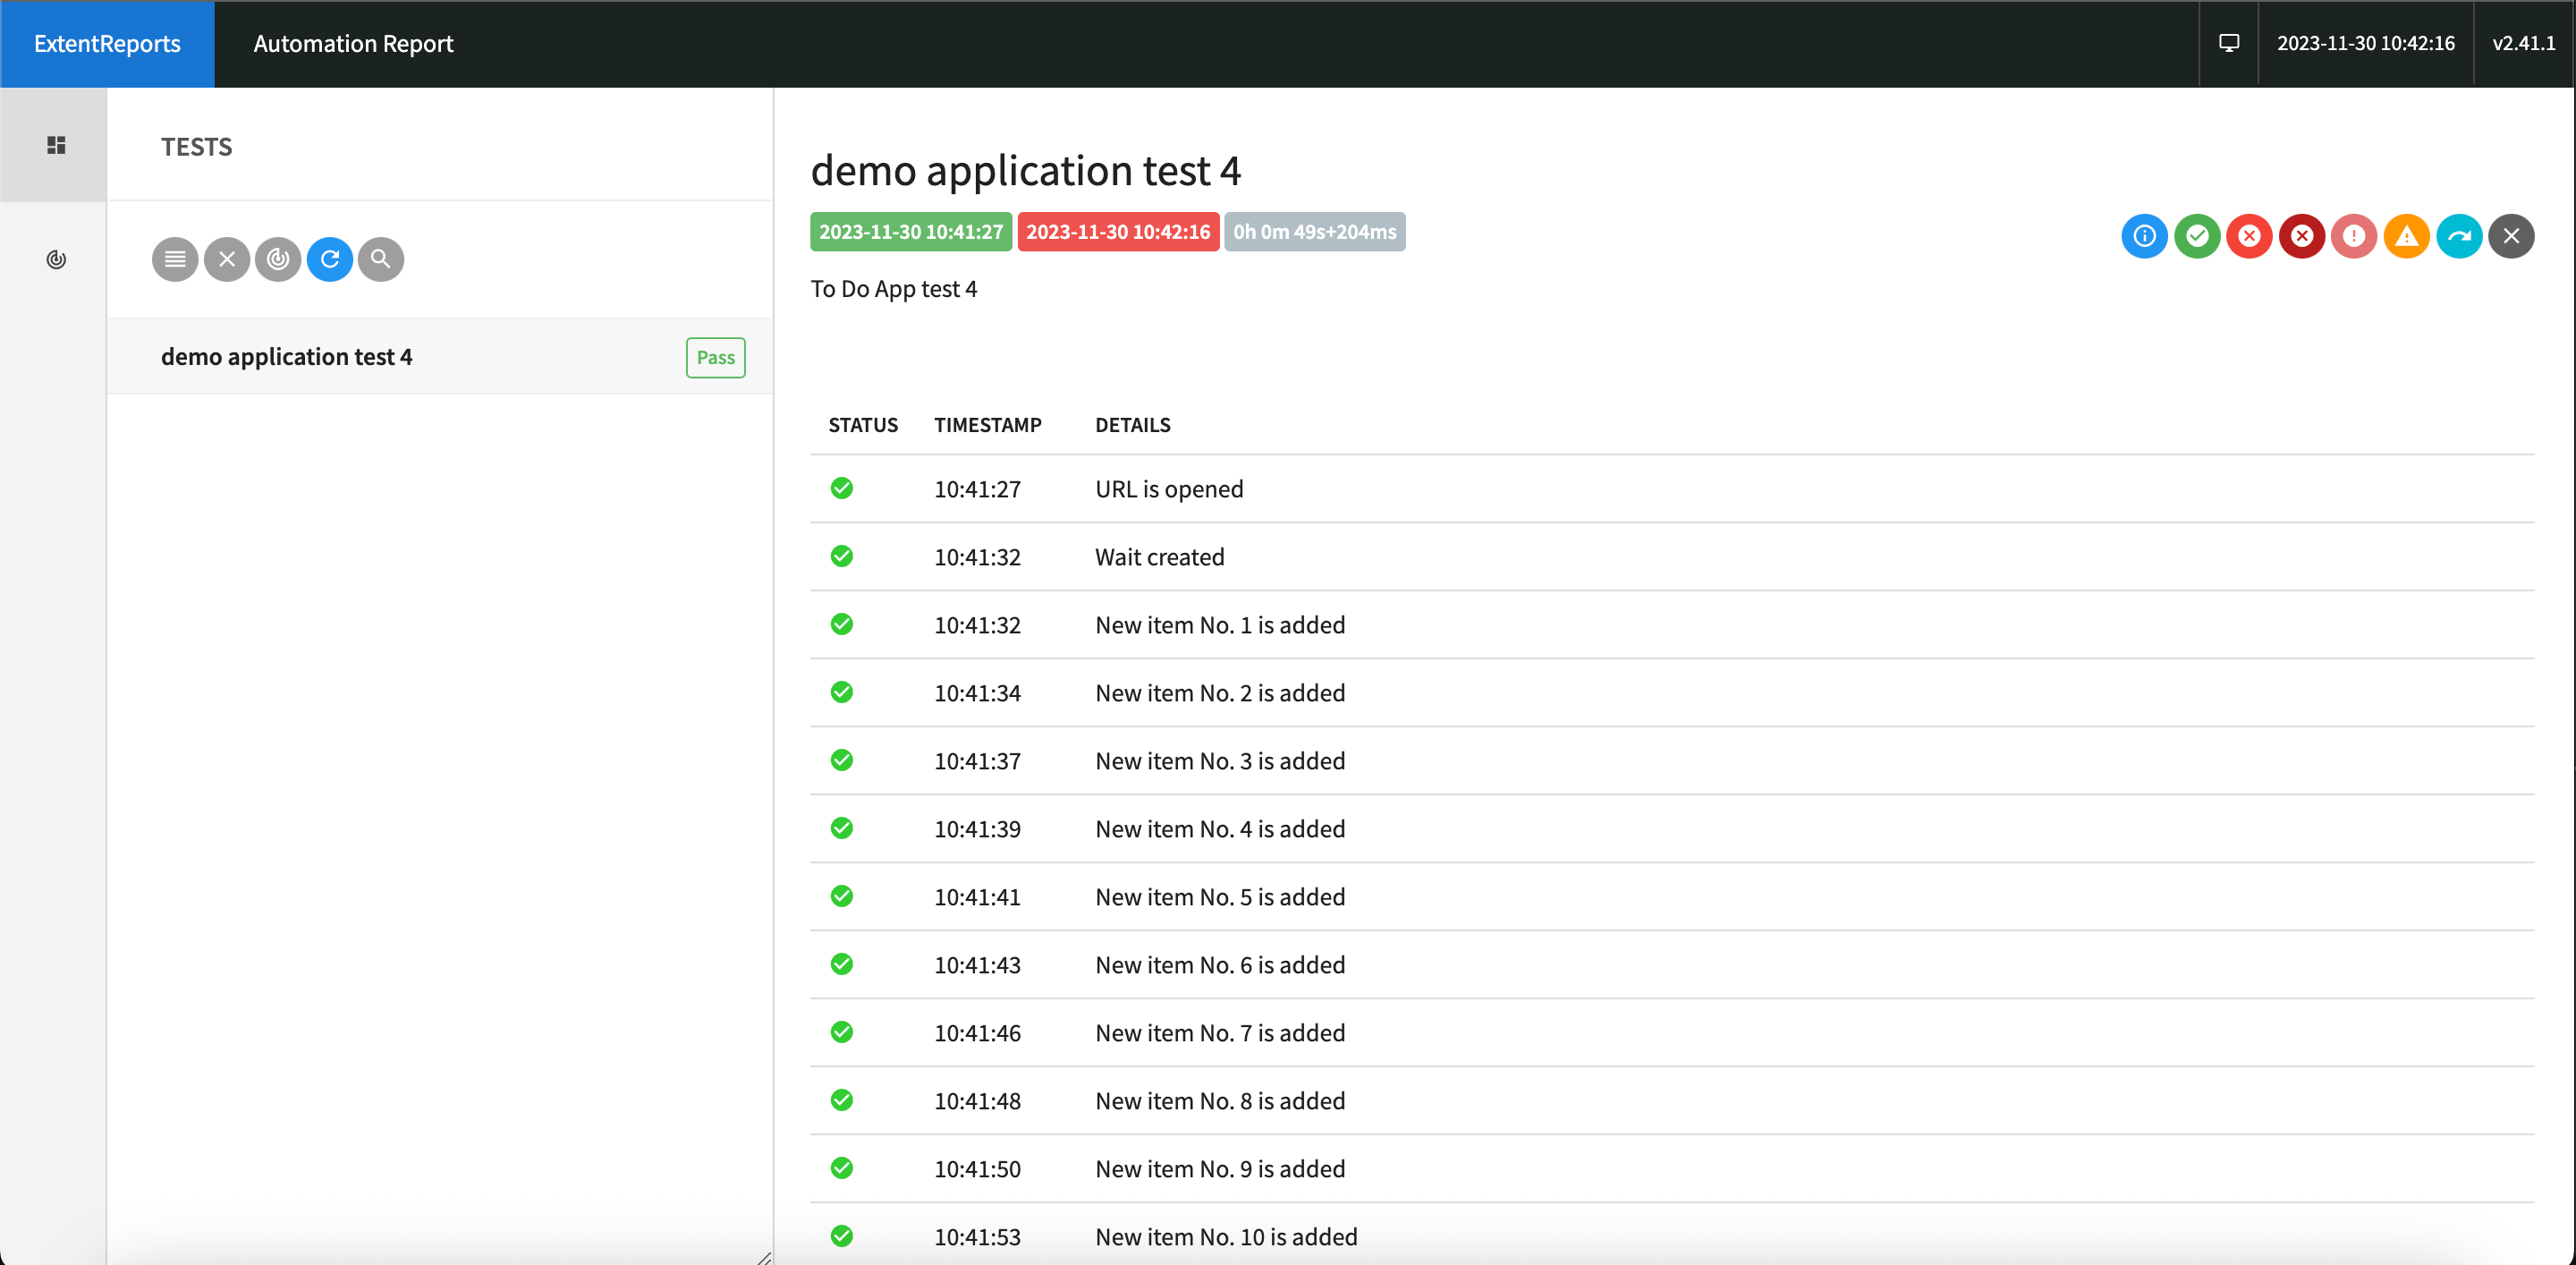 ExtentReports Automation Report 2023-11-30 10:42:16 v2.41.1
TESTS
demo application test 4 Pass
demo application test 4
2023-11-30 10:41:27 2023-11-30 10:42:16 0h 0m 49s+204ms
To Do App test 4
STATUS TIMESTAMP DETAILS
10:41:27 URL is opened
10:41:32 Wait created
10:41:32 New item No. 1 is added
10:41:34 New item No. 2 is added
10:41:37 New item No. 3 is added
10:41:39 New item No. 4 is added
10:41:41 New item No. 5 is added
10:41:43 New item No. 6 is added
10:41:46 New item No. 7 is added
10:41:48 New item No. 8 is added
10:41:50 New item No. 9 is added
10:41:53 New item No. 10 is added